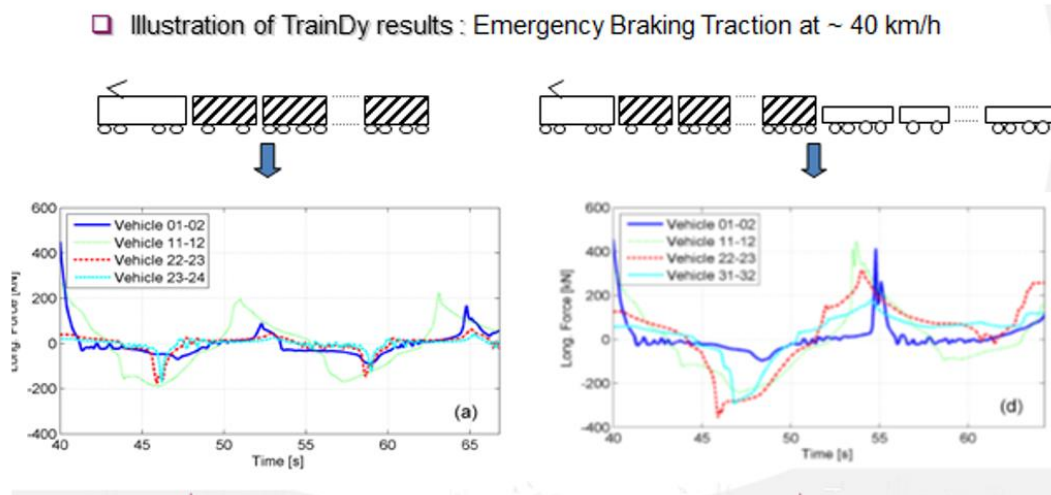 Illustration of TrainDy results : Emergency Braking Traction at ~ 40 km/h
600
400
200
0
-200
-400
Long. Force [kN]
Vehicle 01-02
Vehicle 11-12
Vehicle 22-23
Vehicle 23-24
(a)
40
45
50
55
60
65
Time [s]
600
400
200
0
-200
-400
Long. Force [kN]
Vehicle 01-02
Vehicle 11-12
Vehicle 22-23
Vehicle 31-32
(d)
40
45
50
55
60
Time [s]